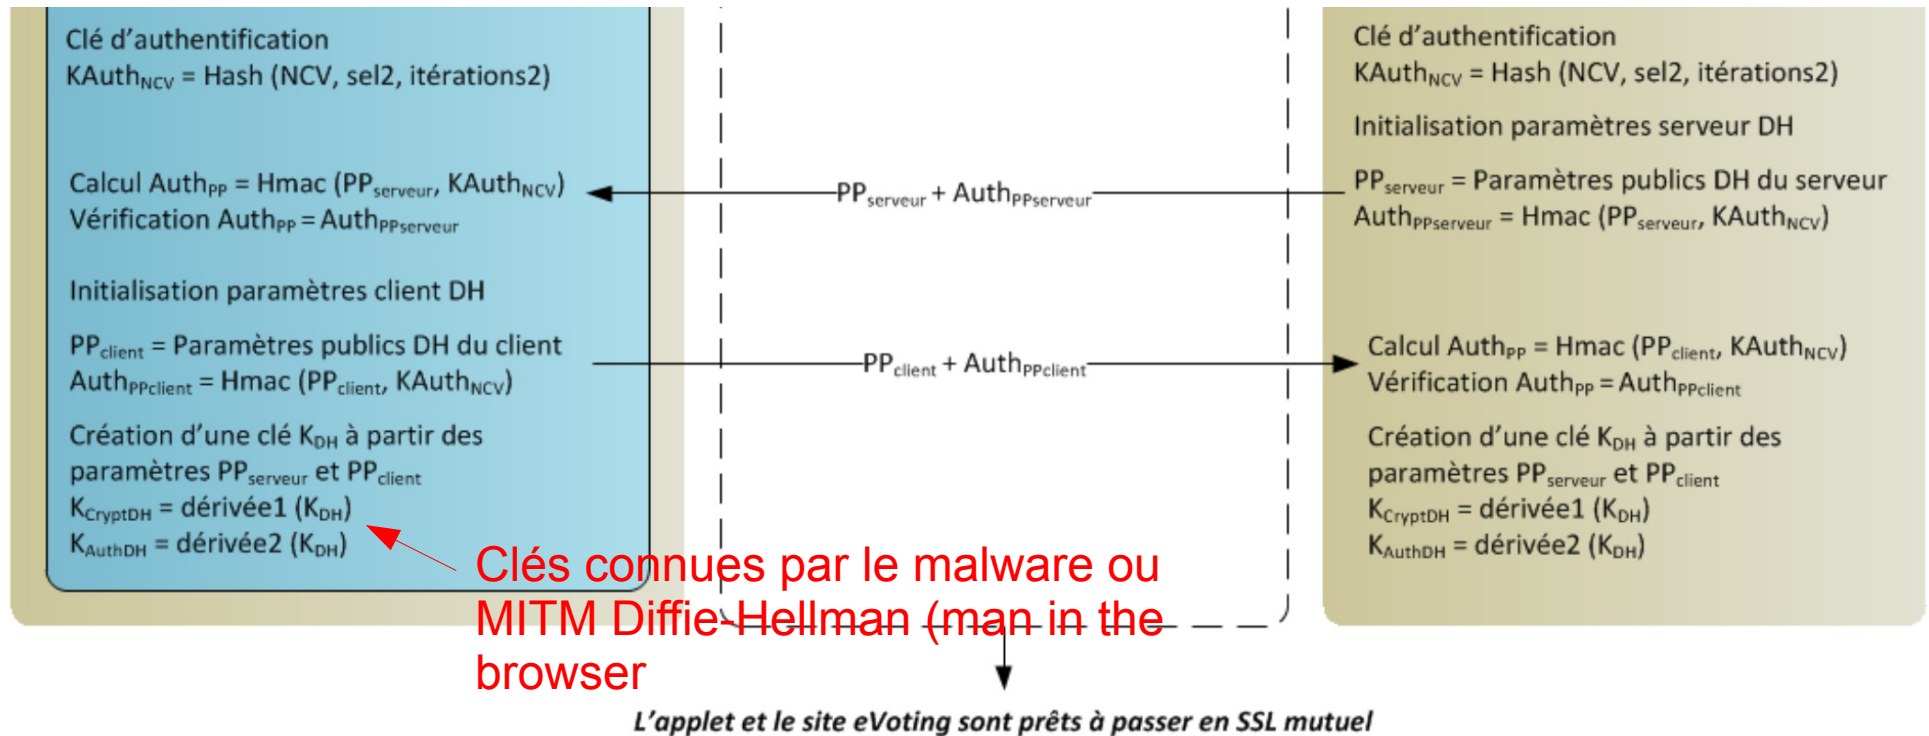 Clé d'authentification
KAuthNCV = Hash (NCV, sel2, itérations2)
Calcul AuthPP = Hmac (PPserveur, KAuthNCV)
Vérification AuthPP = AuthPPserveur
Initialisation paramètres client DH
PPclient = Paramètres publics DH du client
AuthPPclient = Hmac (PPclient, KAuthNCV)
Création d'une clé KDH à partir des
paramètres PPserveur et PPclient
KCryptDH = dérivée1 (KDH)
KAuthDH = dérivée2 (KDH)
PPserveur + AuthPPserveur
PPclient + AuthPPclient
Clé d'authentification
KAuthNCV = Hash (NCV, sel2, itérations2)
Initialisation paramètres serveur DH
PPserveur = Paramètres publics DH du serveur
AuthPPserveur = Hmac (PPserveur, KAuthNCV)
Calcul AuthPP = Hmac (PPclient, KAuthNCV)
Vérification AuthPP = AuthPPclient
Création d'une clé KDH à partir des
paramètres PPserveur et PPclient
KCryptDH = dérivée1 (KDH)
KAuthDH = dérivée2 (KDH)
Clés connues par le malware ou
MITM Diffie-Hellman (man in the
browser
L'applet et le site eVoting sont prêts à passer en SSL mutuel